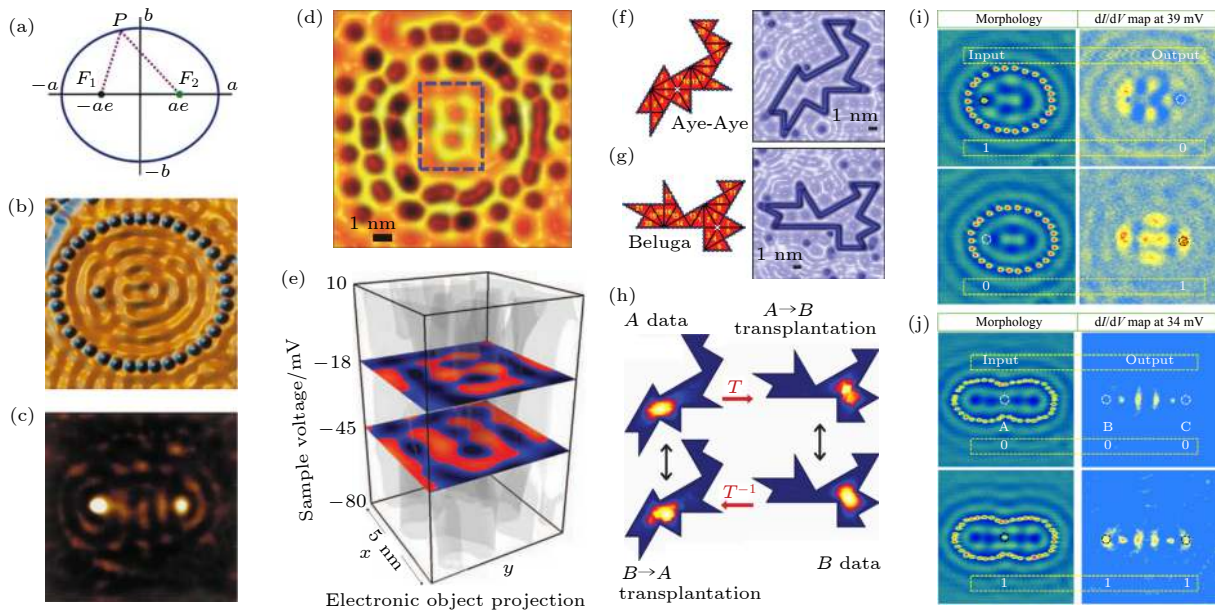 (a)
P
b
−a
F1
F2
a
−ae
ae
−b
(b)
(c)
(d)
1 nm
(e)
10
−18
−45
−80
Sample voltage/mV
5 nm
x
y
Electronic object projection
(f)
Aye-Aye
1 nm
(g)
Beluga
1 nm
(h)
A data
A→B
transplantation
T
T−1
B→A
transplantation
B data
(i)
Morphology
dI/dV map at 39 mV
Input
Output
1
0
0
1
(j)
Morphology
dI/dV map at 34 mV
Input
Output
A
B
C
0
0
0
1
1
1